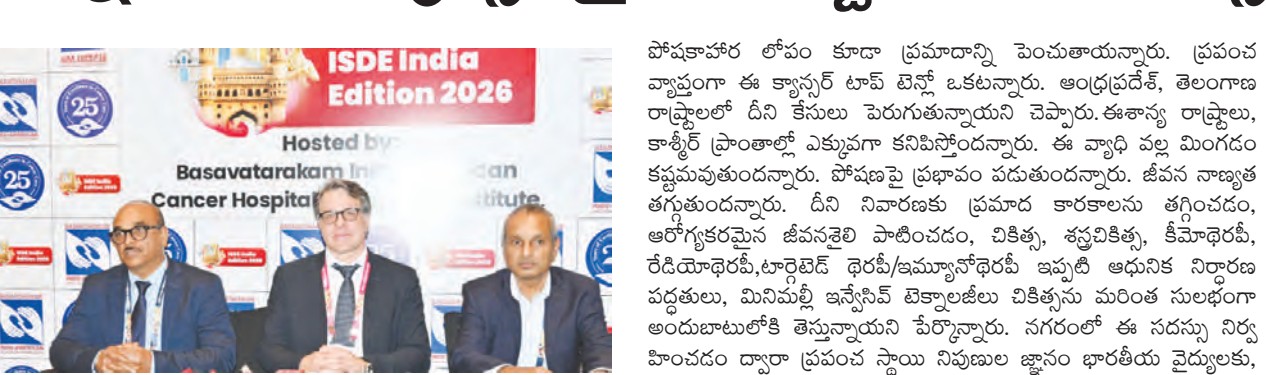 ISDE India
Edition 2026
Hosted by
Basavatarakam
Cancer Hospital
25
25
పోషకాహార లోపం కూడా ప్రమాదాన్ని పెంచుతాయన్నారు. ప్రపంచ
వ్యాప్తంగా ఈ క్యాన్సర్ టాప్ టెన్లో ఒకటన్నారు. ఆంధ్రప్రదేశ్, తెలంగాణ
రాష్ట్రాలలో దీని కేసులు పెరుగుతున్నాయని చెప్పారు.ఈశాన్య రాష్ట్రాలు,
కాశ్మీర్ ప్రాంతాల్లో ఎక్కువగా కనిపిస్తోందన్నారు. ఈ వ్యాధి వల్ల మింగడం
కష్టమవుతుందన్నారు. పోషణపై ప్రభావం పడుతుందన్నారు. జీవన నాణ్యత
తగ్గుతుందన్నారు. దీని నివారణకు ప్రమాద కారకాలను తగ్గించడం,
ఆరోగ్యకరమైన జీవనశైలి పాటించడం, చికిత్స, శస్త్రచికిత్స, కీమోథెరపీ,
రేడియోథెరపీ,టార్గెటెడ్ థెరపీ/ఇమ్యూనోథెరపీ ఇప్పటి ఆధునిక నిర్ధారణ
పద్ధతులు, మినిమల్లీ ఇన్వేసివ్ టెక్నాలజీలు చికిత్సను మరింత సులభంగా
అందుబాటులోకి తెస్తున్నాయని పేర్కొన్నారు. నగరంలో ఈ సదస్సు నిర్వ
హించడం ద్వారా ప్రపంచ స్థాయి నిపుణుల జ్ఞానం భారతీయ వైద్యులకు,